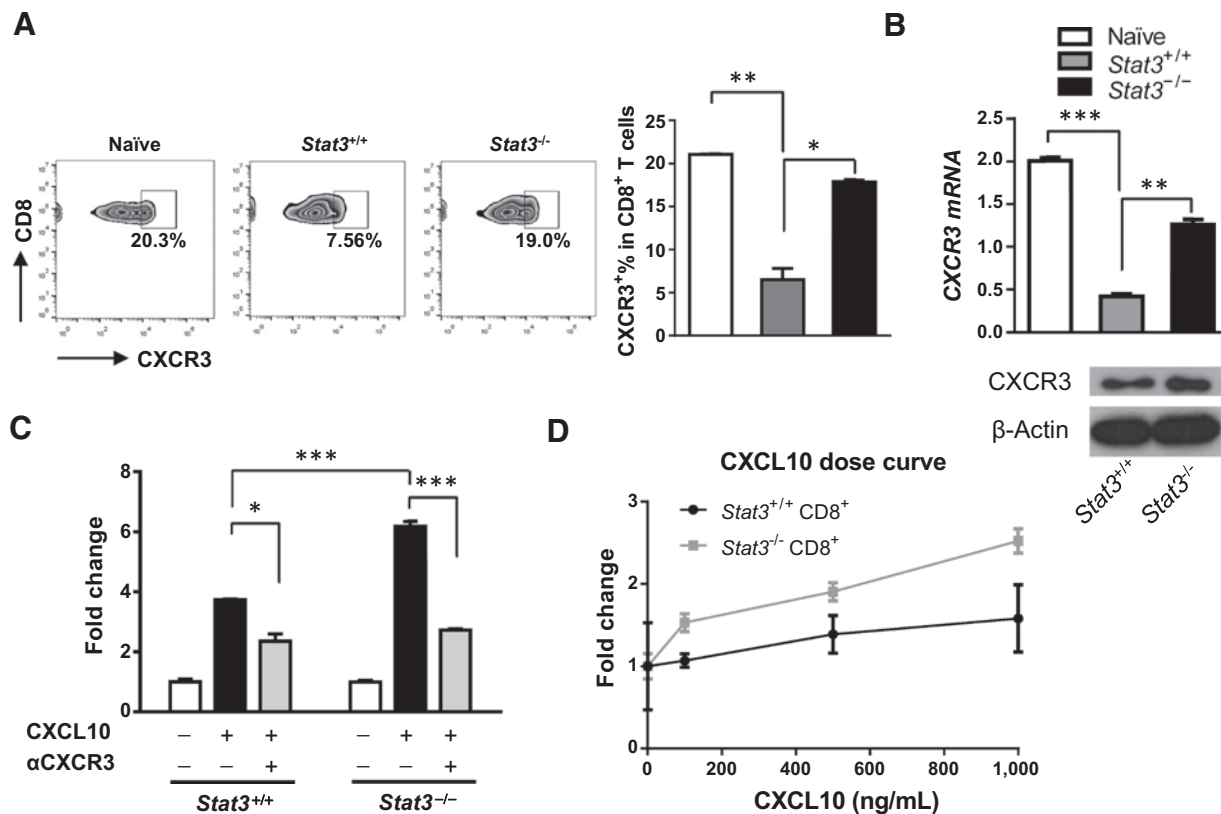 A
Naïve
Stat3+/+
Stat3-/-
CD8
20.3%
7.56%
19.0%
CXCR3
CXCR3+% in CD8+ T cells
25
20
15
10
5
0
**
*
B
Naïve
Stat3+/+
Stat3−/−
CXCR3 mRNA
2.5
2.0
1.5
1.0
0.5
0.0
***
**
CXCR3
β-Actin
Stat3+/+
Stat3-/-
C
Fold change
8
6
4
2
0
***
*
***
CXCL10 − + + − + +
αCXCR3 − − + − − +
Stat3+/+
Stat3−/−
D
CXCL10 dose curve
Stat3+/+ CD8+
Stat3-/- CD8+
Fold change
3
2
1
0
0 200 400 600 800 1,000
CXCL10 (ng/mL)